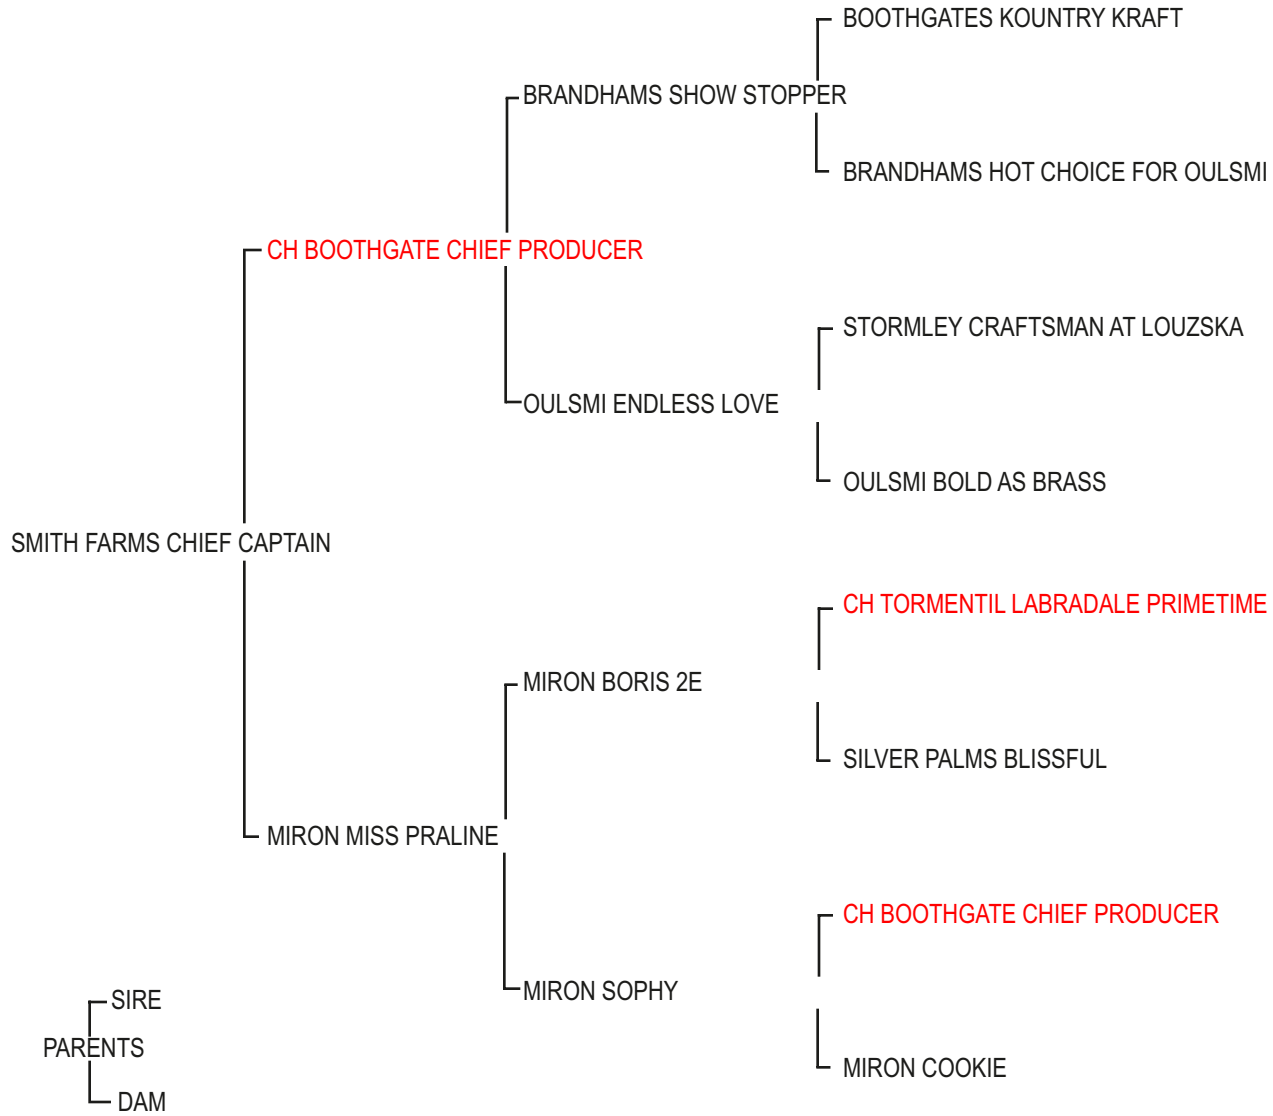 BOOTHGATES KOUNTRY KRAFT
BRANDHAMS SHOW STOPPER
BRANDHAMS HOT CHOICE FOR OULSMI
CH BOOTHGATE CHIEF PRODUCER
STORMLEY CRAFTSMAN AT LOUZSKA
OULSMI ENDLESS LOVE
OULSMI BOLD AS BRASS
SMITH FARMS CHIEF CAPTAIN
CH TORMENTIL LABRADALE PRIMETIME
MIRON BORIS 2E
SILVER PALMS BLISSFUL
MIRON MISS PRALINE
CH BOOTHGATE CHIEF PRODUCER
MIRON SOPHY
MIRON COOKIE
SIRE
PARENTS
DAM